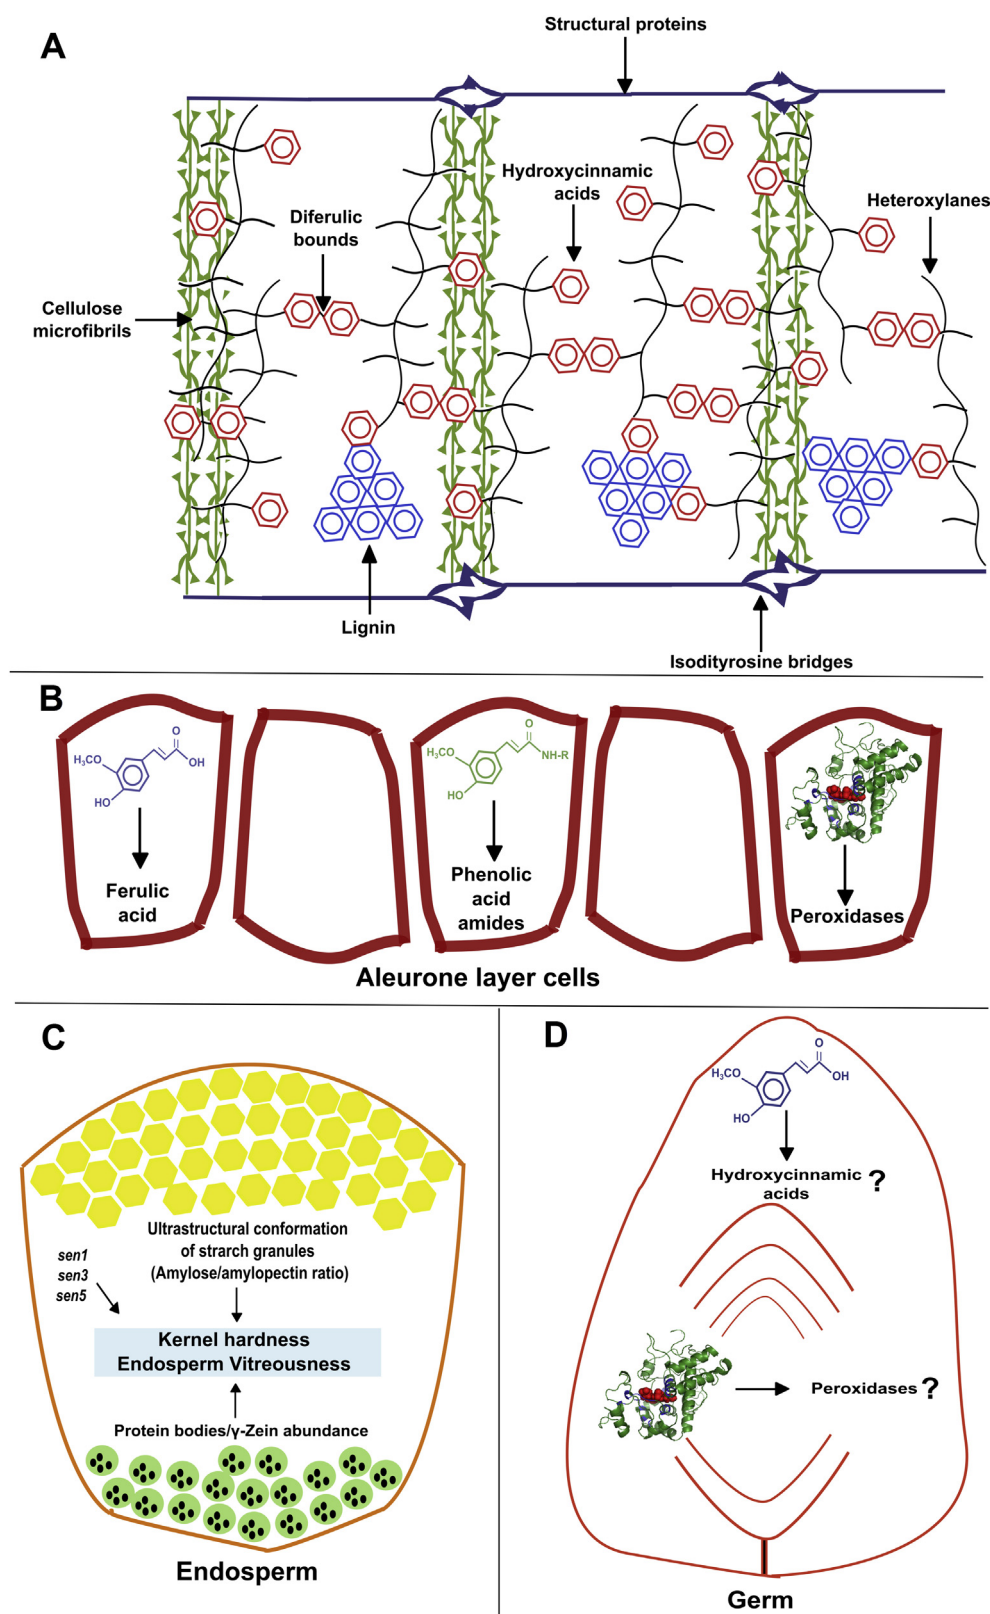 A
Structural proteins
Hydroxycinnamic
acids
Heteroxylanes
Diferulic
bounds
Cellulose
microfibrils
Lignin
Isodityrosine bridges
B
H₃CO
HO
O
OH
Ferulic
acid
H₃CO
HO
O
NH-R
Phenolic
acid
amides
Peroxidases
Aleurone layer cells
C
Ultrastructural conformation
of strarch granules
(Amylose/amylopectin ratio)
sen1
sen3
sen5
Kernel hardness
Endosperm Vitreousness
Protein bodies/γ-Zein abundance
Endosperm
D
O
H₃CO
OH
HO
Hydroxycinnamic
acids ?
Peroxidases ?
Germ